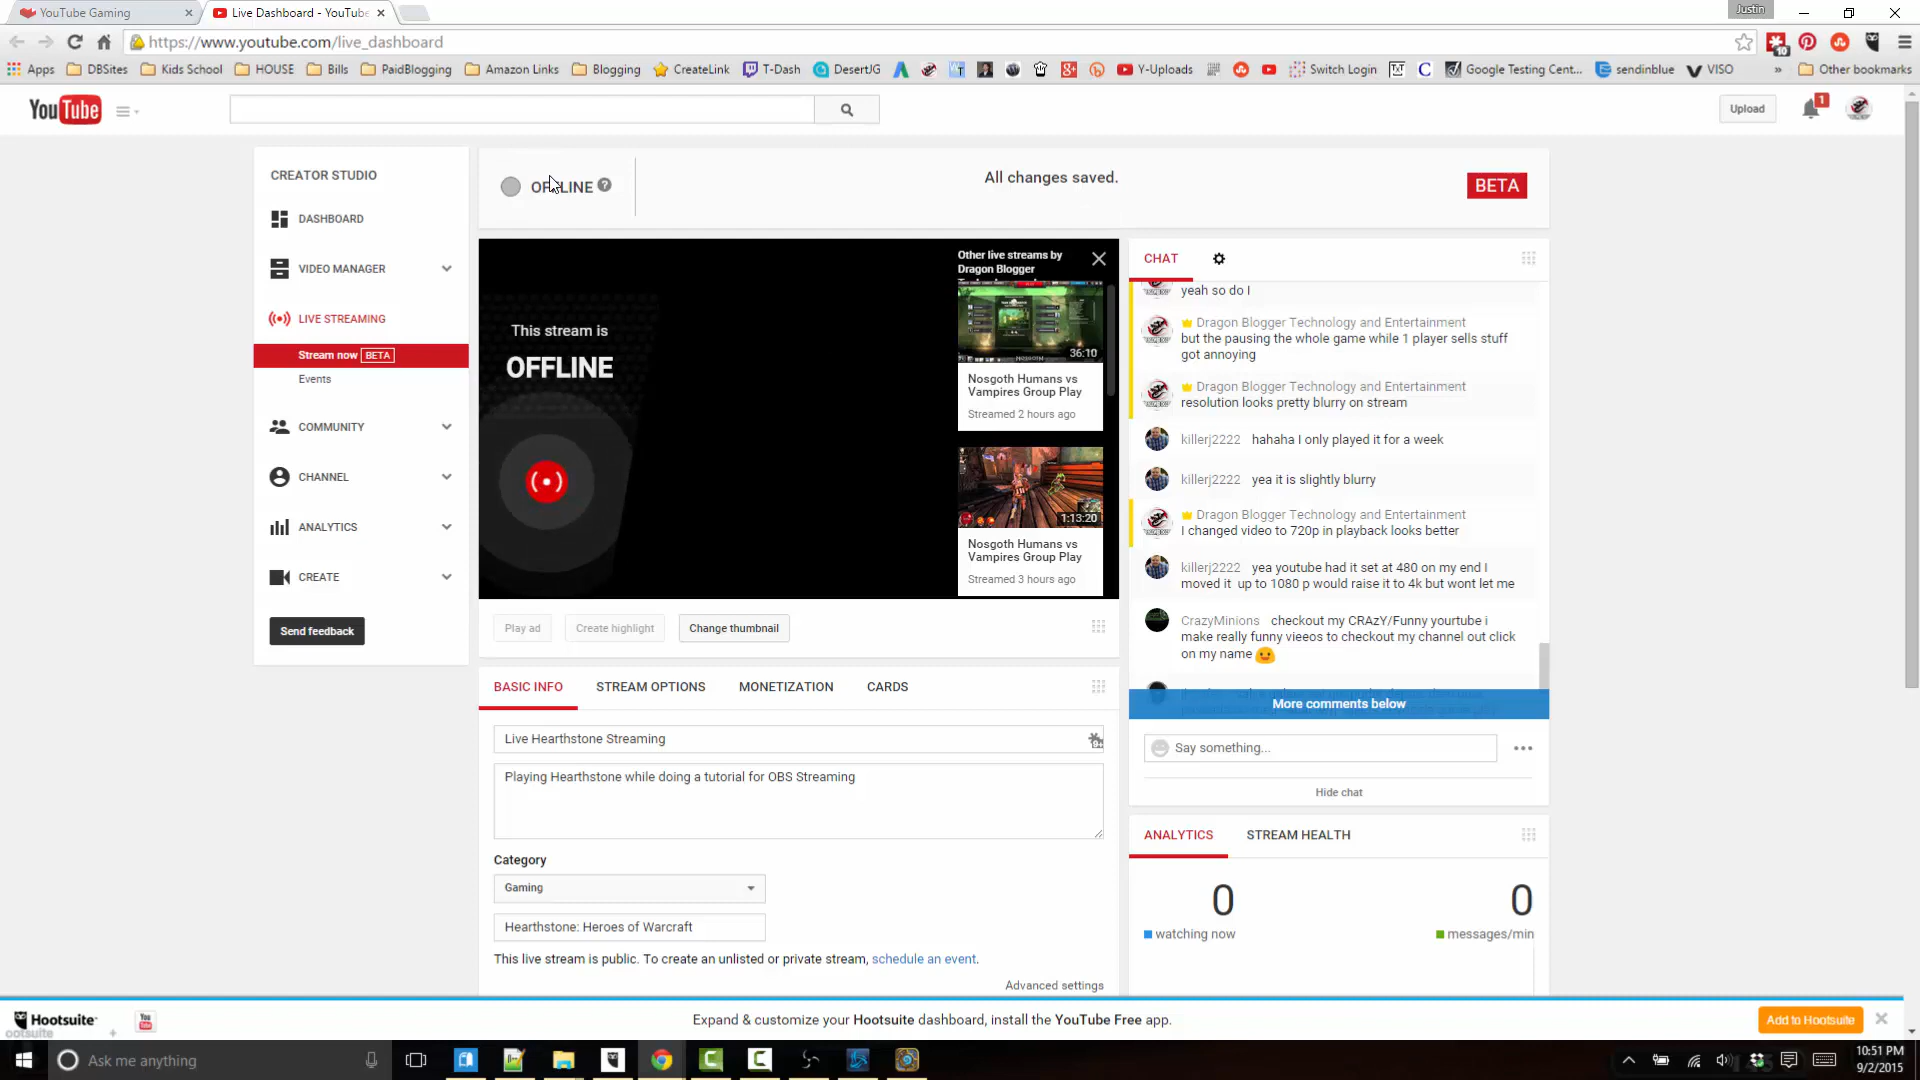 YouTube Gaming
Live Dashboard - YouTube
Justin
https://www.youtube.com/live_dashboard
10
Apps
DBSites
Kids School
HOUSE
Bills
PaidBlogging
Amazon Links
Blogging
CreateLink
T-Dash
DesertJG
Y-Uploads
Switch Login
Google Testing Cent...
sendinblue
VISO
»
Other bookmarks
YouTube
Upload
1
CREATOR STUDIO
DASHBOARD
VIDEO MANAGER
LIVE STREAMING
Stream now BETA
Events
COMMUNITY
CHANNEL
ANALYTICS
CREATE
Send feedback
OFFLINE ?
All changes saved.
BETA
This stream is
OFFLINE
Other live streams by
Dragon Blogger
36:10
Nosgoth Humans vs
Vampires Group Play
Streamed 2 hours ago
1:13:20
Nosgoth Humans vs
Vampires Group Play
Streamed 3 hours ago
Play ad
Create highlight
Change thumbnail
BASIC INFO
STREAM OPTIONS
MONETIZATION
CARDS
Live Hearthstone Streaming
Playing Hearthstone while doing a tutorial for OBS Streaming
Category
Gaming
Hearthstone: Heroes of Warcraft
This live stream is public. To create an unlisted or private stream, schedule an event.
Advanced settings
CHAT
yeah so do I
Dragon Blogger Technology and Entertainment
but the pausing the whole game while 1 player sells stuff
got annoying
Dragon Blogger Technology and Entertainment
resolution looks pretty blurry on stream
killerj2222 hahaha I only played it for a week
killerj2222 yea it is slightly blurry
Dragon Blogger Technology and Entertainment
I changed video to 720p in playback looks better
killerj2222 yea youtube had it set at 480 on my end I
moved it up to 1080 p would raise it to 4k but wont let me
CrazyMinions checkout my CRAzY/Funny yourtube i
make really funny vieeos to checkout my channel out click
on my name
More comments below
Say something...
Hide chat
ANALYTICS
STREAM HEALTH
0
watching now
0
messages/min
Hootsuite
You Tube
Expand & customize your Hootsuite dashboard, install the YouTube Free app.
Add to Hootsuite
Ask me anything
10:51 PM
9/2/2015